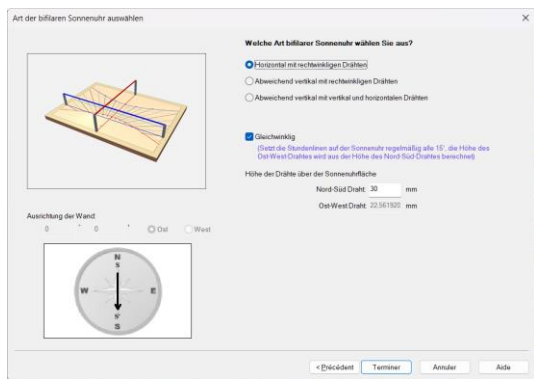 Art der bifilaren Sonnenuhr auswählen
Welche Art bifilarer Sonnenuhr wählen Sie aus?
Horizontal mit rechtwinkligen Drähten
Abweichend vertikal mit rechtwinkligen Drähten
Abweichend vertikal mit vertikal und horizontalen Drähten
Gleichwinklig
(Setzt die Stundenlinen auf der Sonnenuhr regelmäßig alle 15°, die Höhe des
Ost-West-Drahtes wird aus der Höhe des Nord-Süd-Drahtes berechnet)
Höhe der Drähte über der Sonnenuhrfläche
Nord-Süd Draht: 30 mm
Ost-West Draht: 22.561920 mm
Ausrichtung der Wand:
0 ° 0 ' Ost West
N
S
W E
S'
S
< Précédent Terminer Annuler Aide